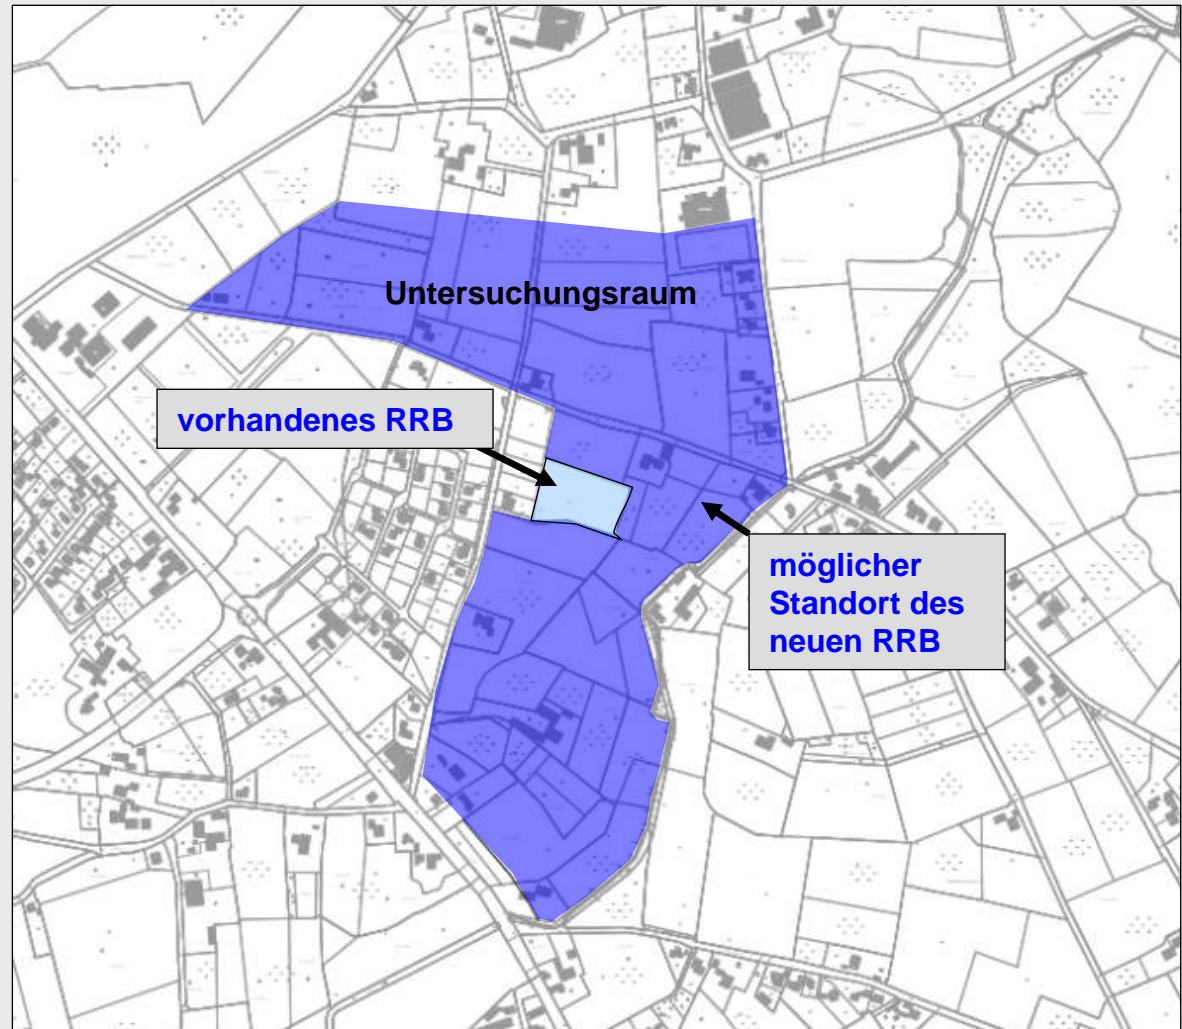 Untersuchungsraum
vorhandenes RRB
möglicher
Standort des
neuen RRB